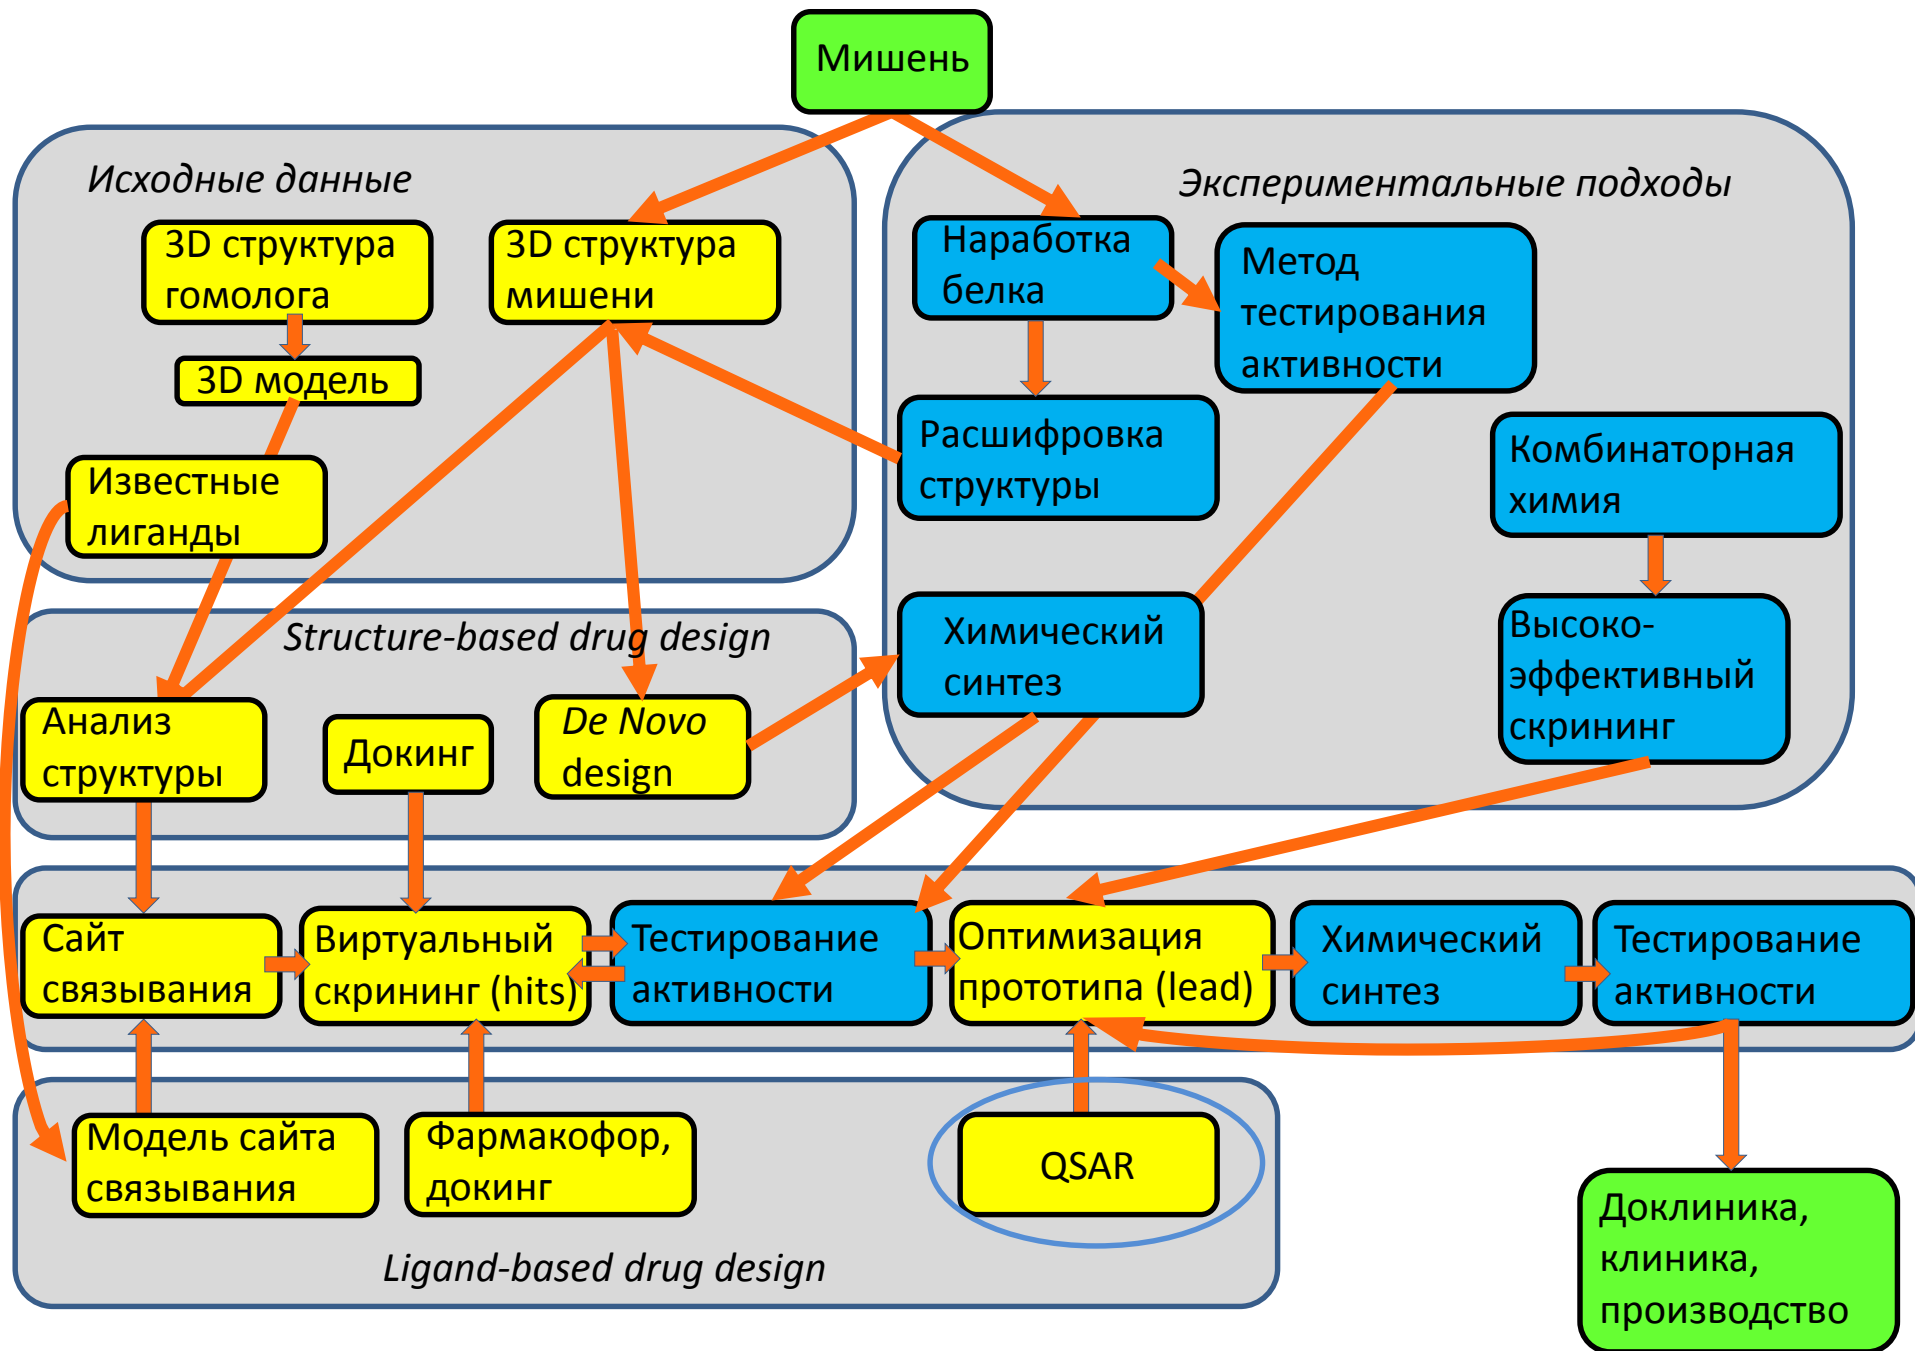 Мишень
Исходные данные
3D структура
гомолога
3D структура
мишени
3D модель
Известные
лиганды
Экспериментальные подходы
Наработка
белка
Метод
тестирования
активности
Расшифровка
структуры
Комбинаторная
химия
Химический
синтез
Высоко-
эффективный
скрининг
Structure-based drug design
Анализ
структуры
Докинг
De Novo
design
Сайт
связывания
Виртуальный
скрининг (hits)
Тестирование
активности
Оптимизация
прототипа (lead)
Химический
синтез
Тестирование
активности
Модель сайта
связывания
Фармакофор,
докинг
QSAR
Ligand-based drug design
Доклиника,
клиника,
производство